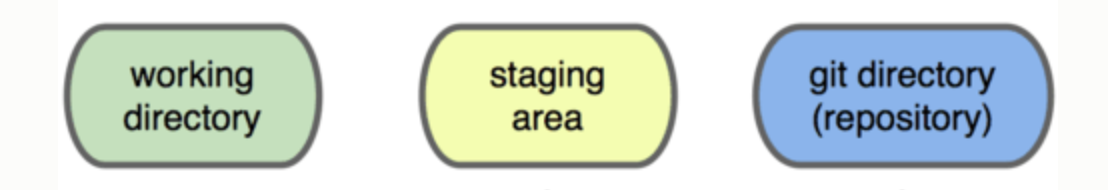 working
directory
staging
area
git directory
(repository)